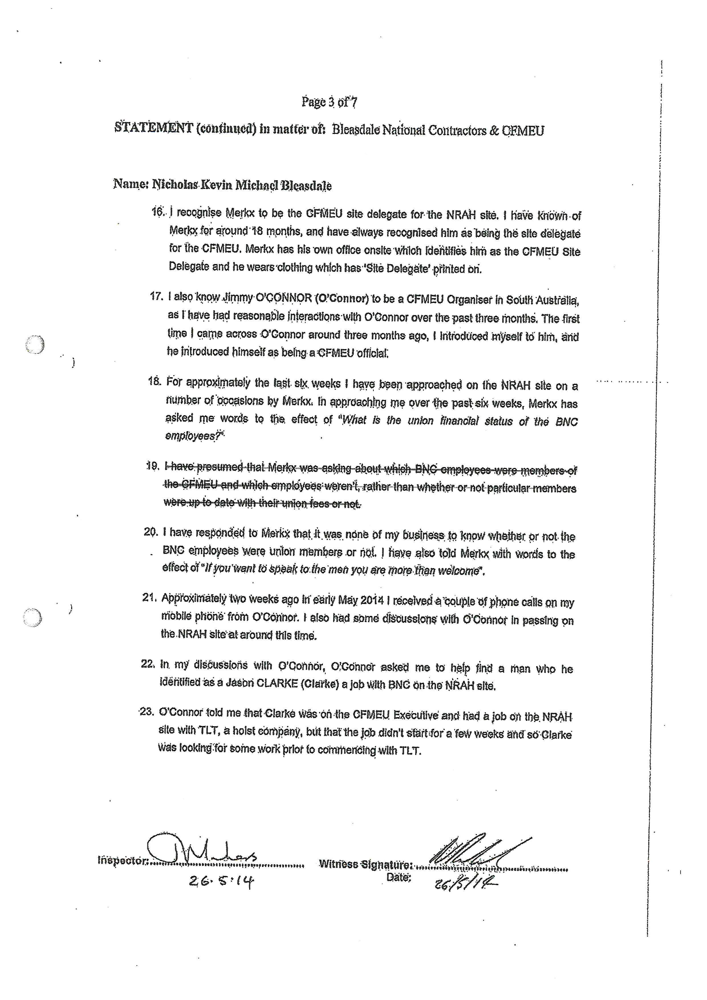 Page 3 of 7
STATEMENT (continued) in matter of: Bleasdale National Contractors & CFMEU
Name: Nicholas Kevin Michael Bleasdale
16. I recognise Merkx to be the CFMEU site delegate for the NRAH site. I have known of
Merkx for around 18 months, and have always recognised him as being the site delegate
for the CFMEU. Merkx has his own office onsite which identifies him as the CFMEU Site
Delegate and he wears clothing which has 'Site Delegate' printed on.
17. I also know Jimmy O'CONNOR (O'Connor) to be a CFMEU Organiser in South Australia,
as I have had reasonable interactions with O'Connor over the past three months. The first
time I came across O'Connor around three months ago, I introduced myself to him, and
he introduced himself as being a CFMEU official.
18. For approximately the last six weeks I have been approached on the NRAH site on a
number of occasions by Merkx. In approaching me over the past six weeks, Merkx has
asked me words to the effect of "What is the union financial status of the BNC
employees?"
19. I have presumed that Merkx was asking about which BNC employees were members of
the CFMEU and which employees weren't, rather than whether or not particular members
were up to date with their union fees or not.
20. I have responded to Merkx that it was none of my business to know whether or not the
BNC employees were union members or not. I have also told Merkx with words to the
effect of "If you want to speak to the men you are more than welcome".
21. Approximately two weeks ago in early May 2014 I received a couple of phone calls on my
mobile phone from O'Connor. I also had some discussions with O'Connor in passing on
the NRAH site at around this time.
22. In my discussions with O'Connor, O'Connor asked me to help find a man who he
identified as a Jason CLARKE (Clarke) a job with BNC on the NRAH site.
23. O'Connor told me that Clarke was on the CFMEU Executive and had a job on the NRAH
site with TLT, a hoist company, but that the job didn't start for a few weeks and so Clarke
was looking for some work prior to commencing with TLT.
Inspector: Witness Signature:
Date:
26.5.14 26/5/14